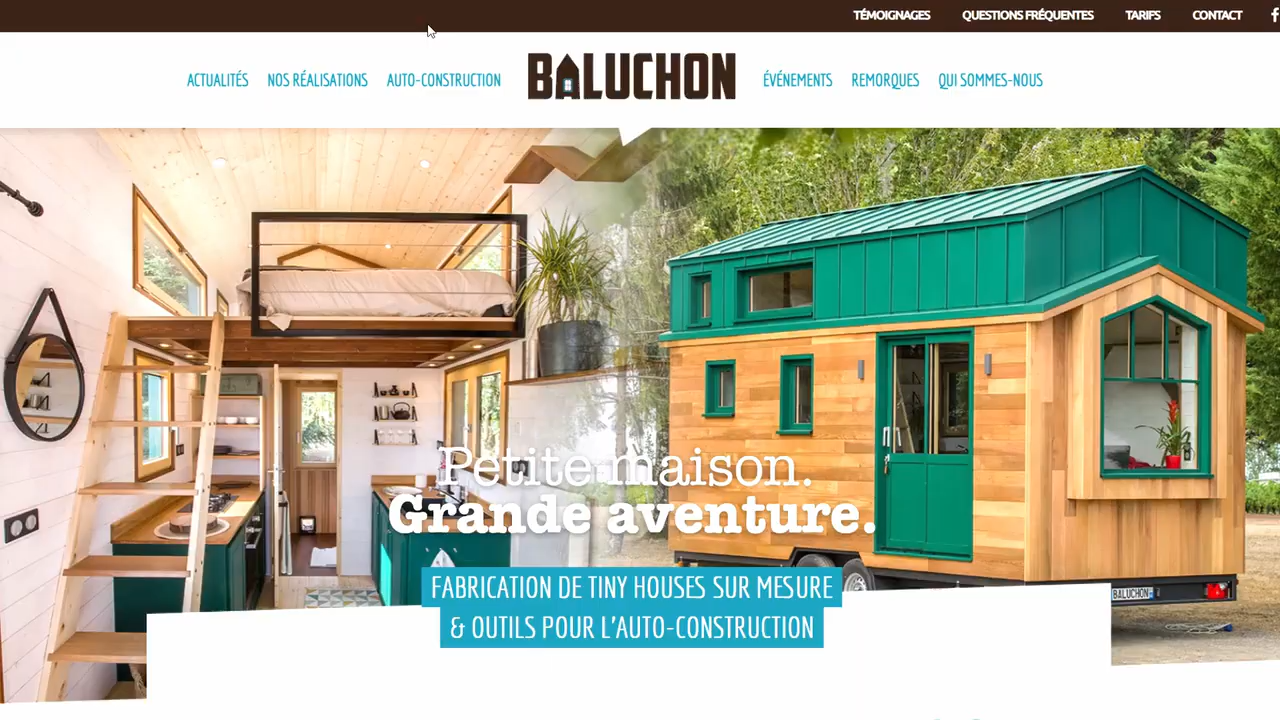 TÉMOIGNAGES QUESTIONS FRÉQUENTES TARIFS CONTACT
ACTUALITÉS NOS RÉALISATIONS AUTO-CONSTRUCTION BALUCHON ÉVÉNEMENTS REMORQUES QUI SOMMES-NOUS
Petite maison.
Grande aventure.
FABRICATION DE TINY HOUSES SUR MESURE
& OUTILS POUR L'AUTO-CONSTRUCTION
BALUCHON